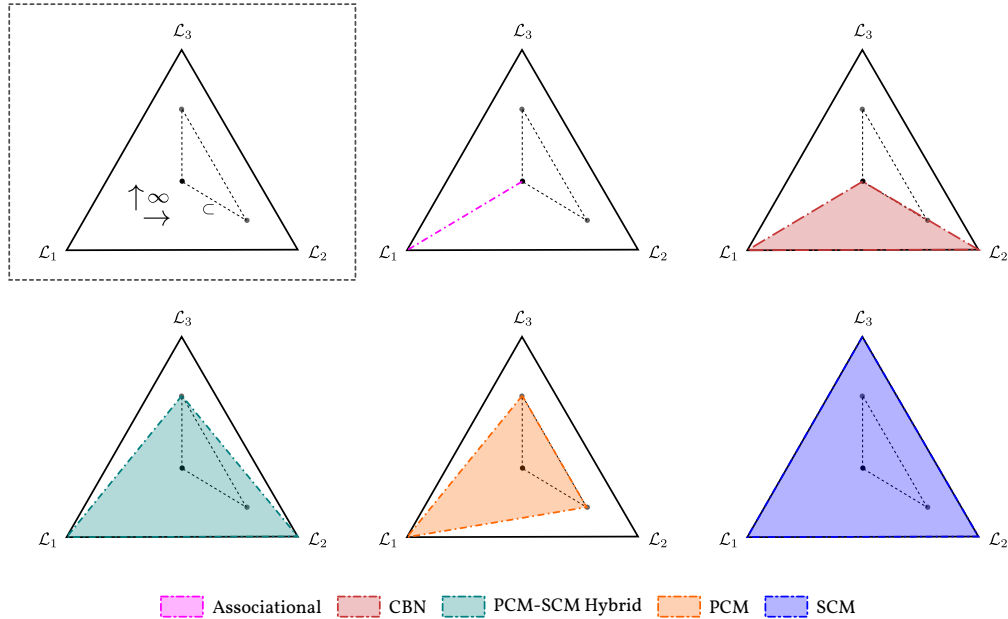 ℒ₃
ℒ₃
ℒ₃
↑∞
→
⊂
ℒ₁
ℒ₂
ℒ₁
ℒ₂
ℒ₁
ℒ₂
ℒ₃
ℒ₃
ℒ₃
ℒ₁
ℒ₂
ℒ₁
ℒ₂
ℒ₁
ℒ₂
Associational CBN PCM-SCM Hybrid PCM SCM